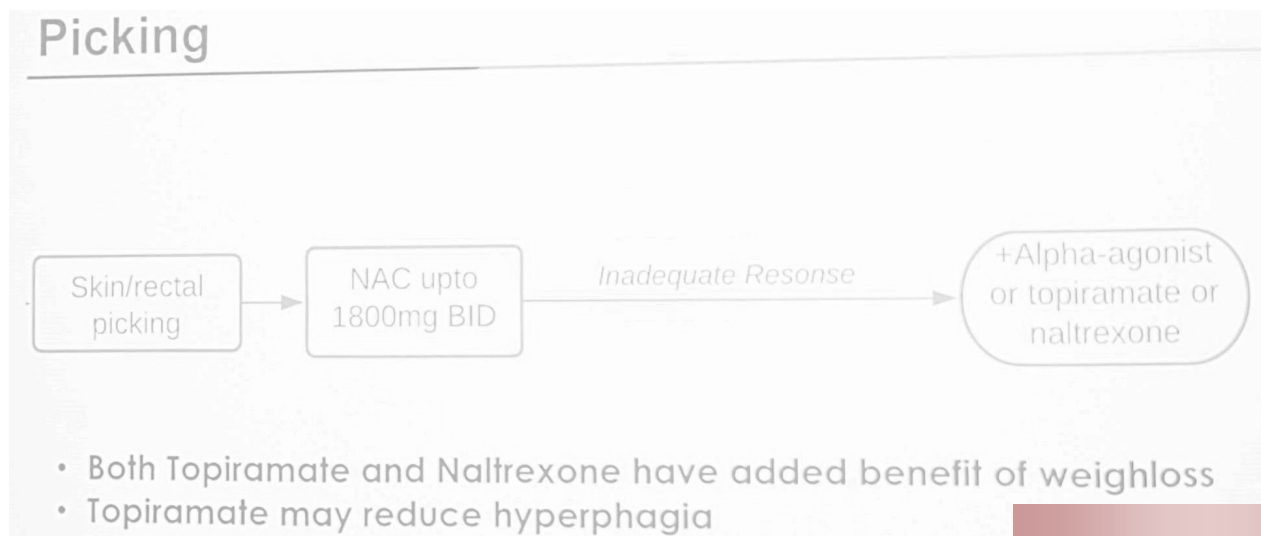 Picking
Skin/rectal
picking
NAC upto
1800mg BID
Inadequate Resonse
+Alpha-agonist
or topiramate or
naltrexone
• Both Topiramate and Naltrexone have added benefit of weighloss
• Topiramate may reduce hyperphagia